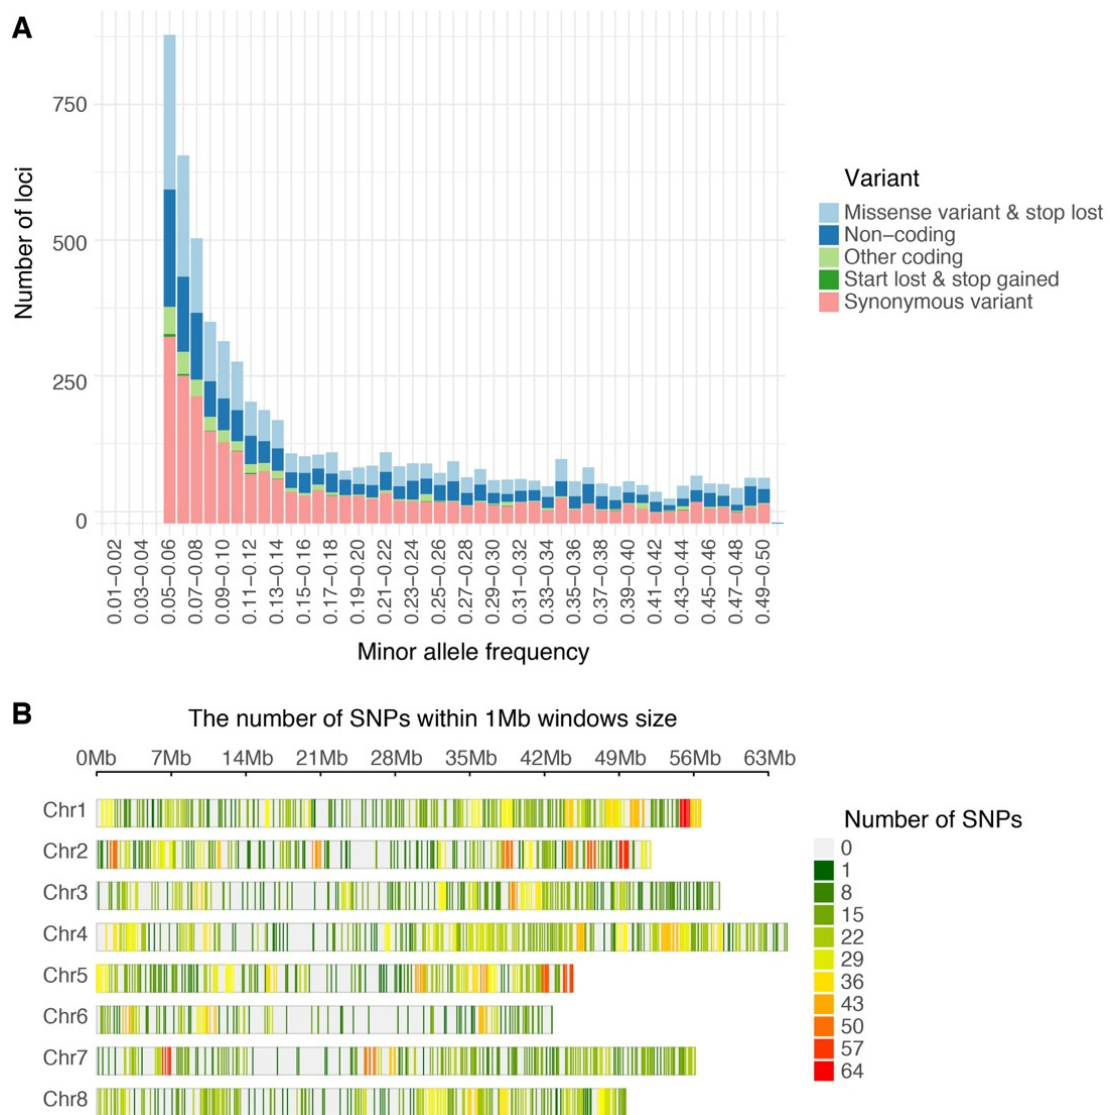 A
Number of loci
750
500
250
0
0.01−0.02
0.03−0.04
0.05−0.06
0.07−0.08
0.09−0.10
0.11−0.12
0.13−0.14
0.15−0.16
0.17−0.18
0.19−0.20
0.21−0.22
0.23−0.24
0.25−0.26
0.27−0.28
0.29−0.30
0.31−0.32
0.33−0.34
0.35−0.36
0.37−0.38
0.39−0.40
0.41−0.42
0.43−0.44
0.45−0.46
0.47−0.48
0.49−0.50
Minor allele frequency
Variant
Missense variant & stop lost
Non−coding
Other coding
Start lost & stop gained
Synonymous variant
B
The number of SNPs within 1Mb windows size
0Mb 7Mb 14Mb 21Mb 28Mb 35Mb 42Mb 49Mb 56Mb 63Mb
Chr1
Chr2
Chr3
Chr4
Chr5
Chr6
Chr7
Chr8
Number of SNPs
0
1
8
15
22
29
36
43
50
57
64